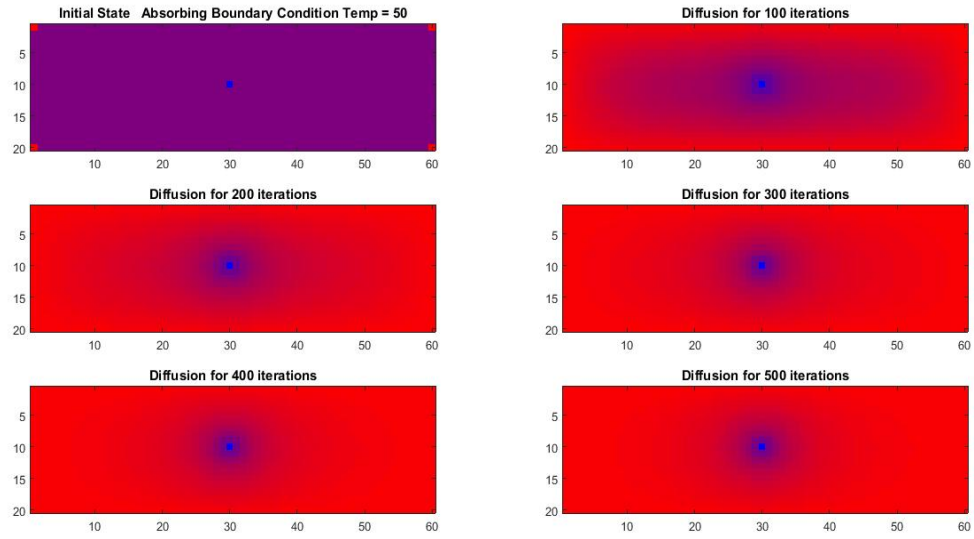 Initial State   Absorbing Boundary Condition Temp = 50
5
10
15
20
10 20 30 40 50 60
Diffusion for 100 iterations
5
10
15
20
10 20 30 40 50 60
Diffusion for 200 iterations
5
10
15
20
10 20 30 40 50 60
Diffusion for 300 iterations
5
10
15
20
10 20 30 40 50 60
Diffusion for 400 iterations
5
10
15
20
10 20 30 40 50 60
Diffusion for 500 iterations
5
10
15
20
10 20 30 40 50 60